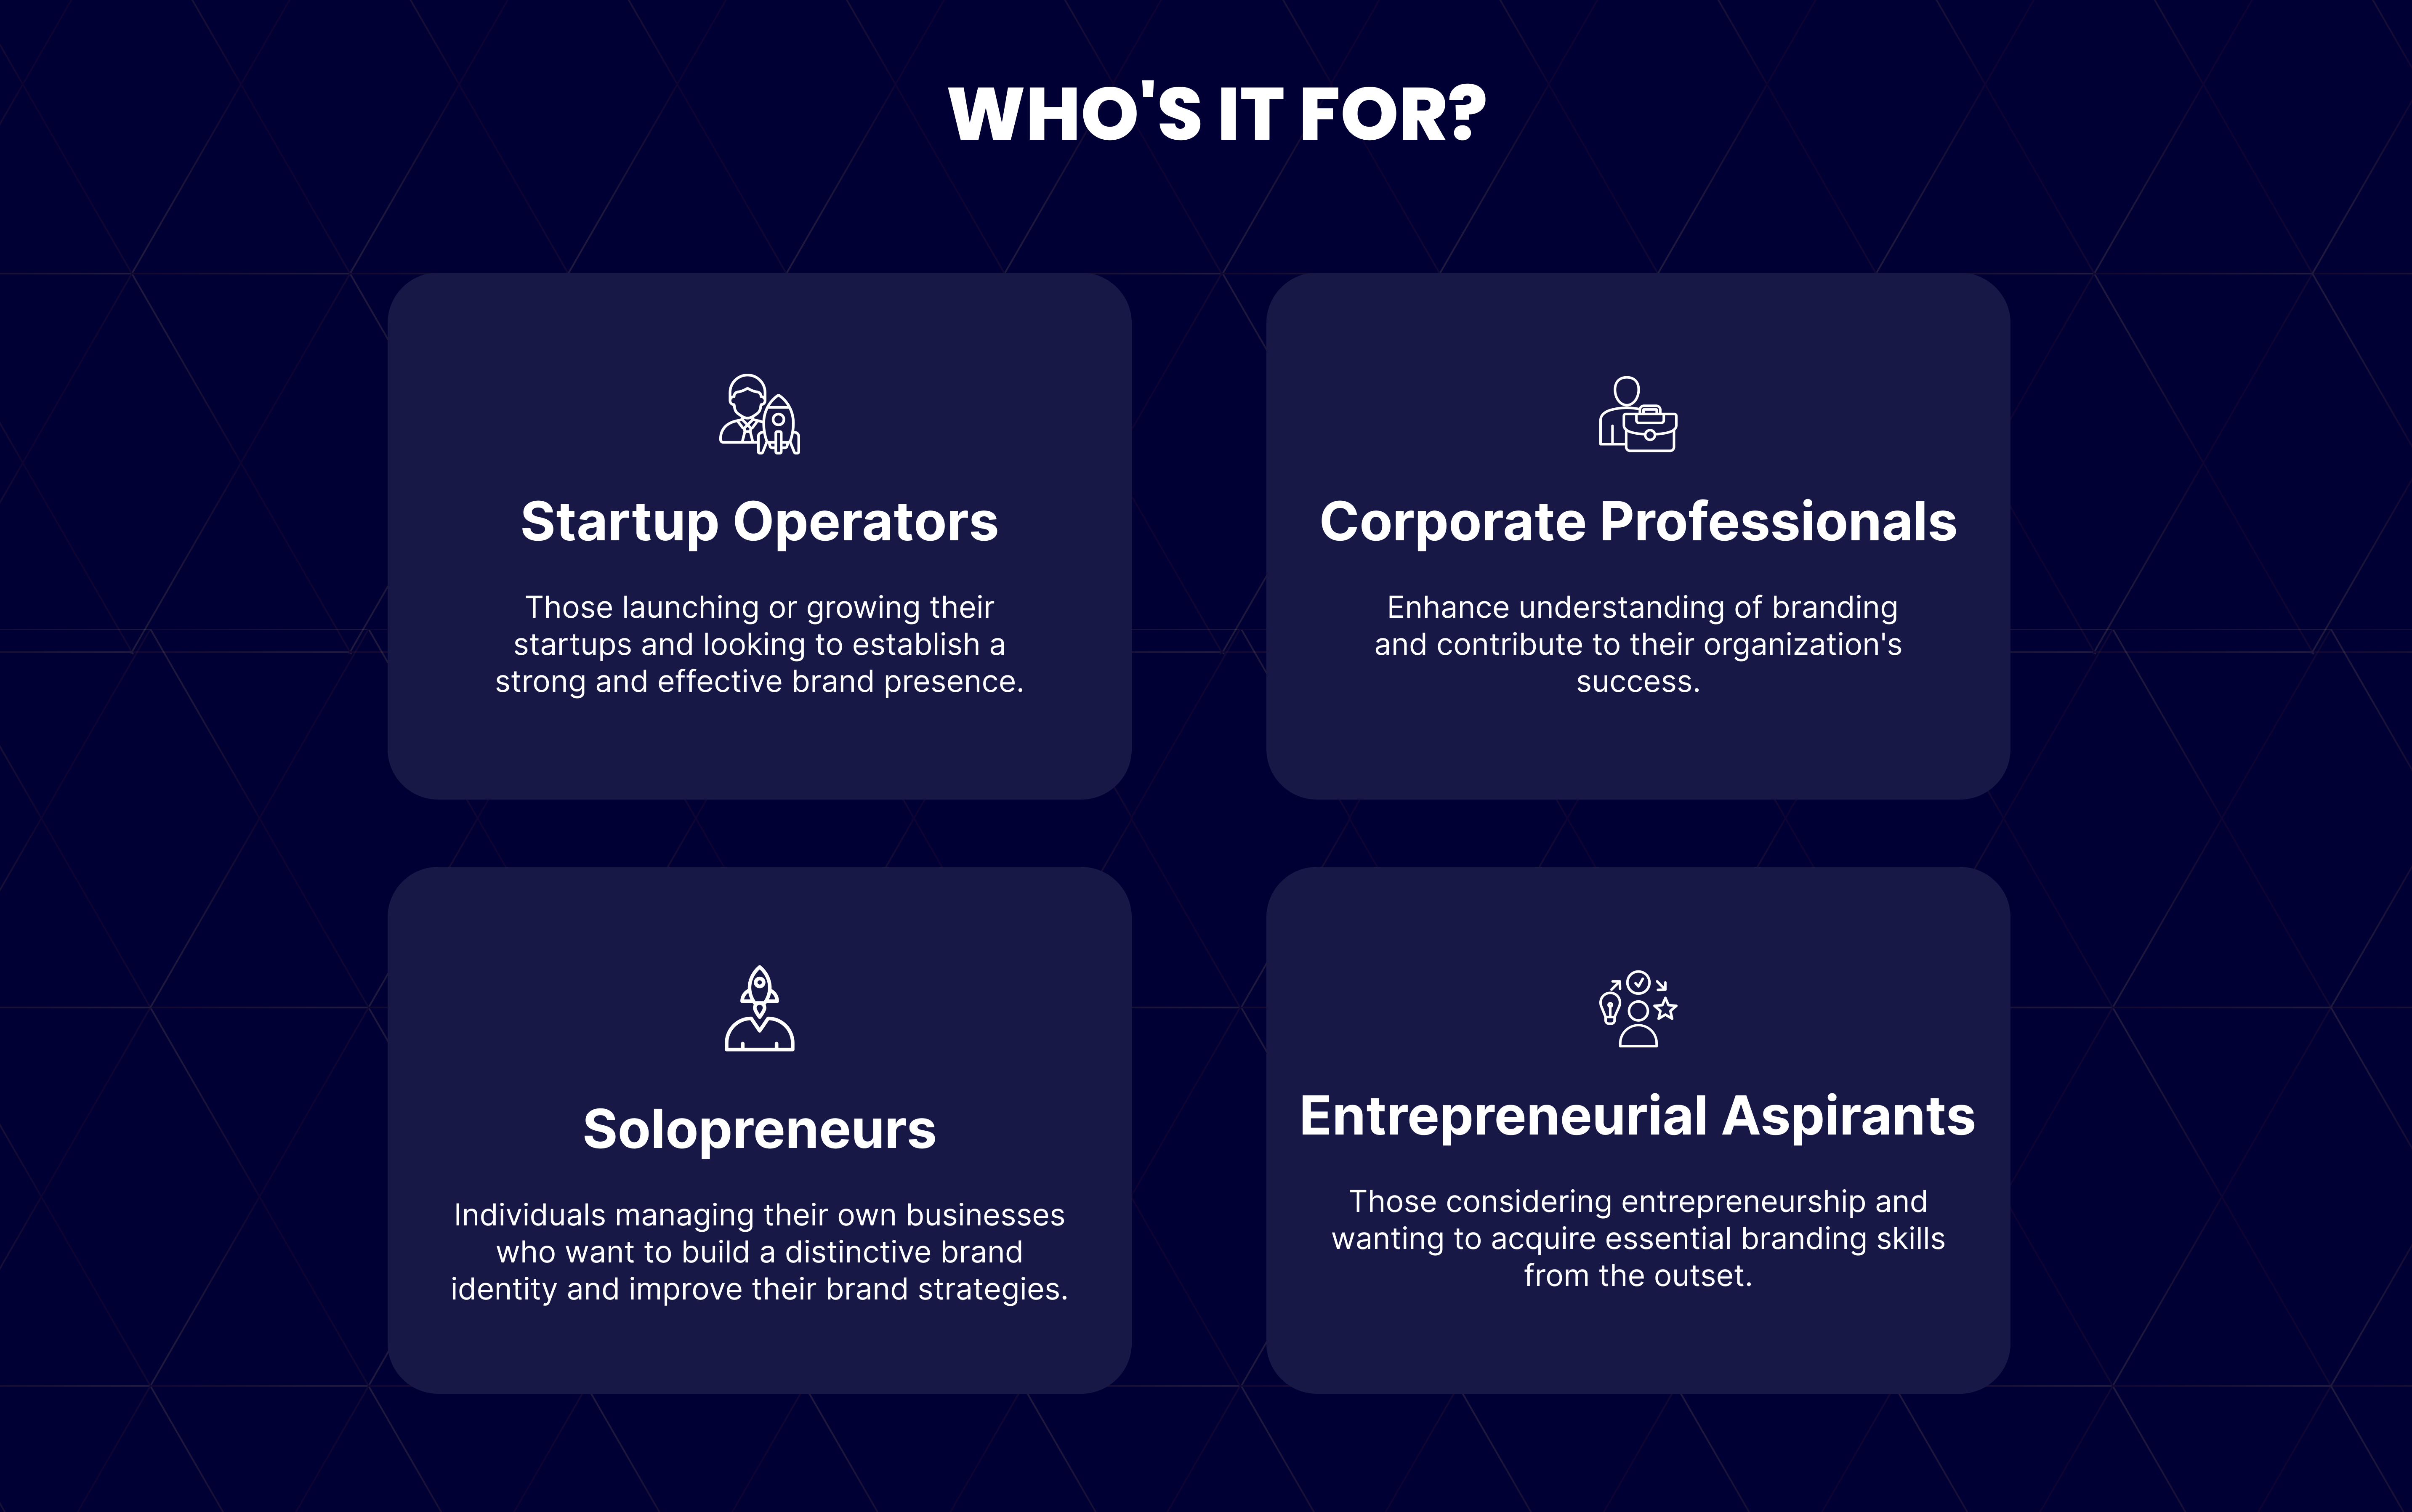 WHO'S IT FOR?
Startup Operators
Those launching or growing their
startups and looking to establish a
strong and effective brand presence.
Corporate Professionals
Enhance understanding of branding
and contribute to their organization's
success.
Solopreneurs
Individuals managing their own businesses
who want to build a distinctive brand
identity and improve their brand strategies.
Entrepreneurial Aspirants
Those considering entrepreneurship and
wanting to acquire essential branding skills
from the outset.